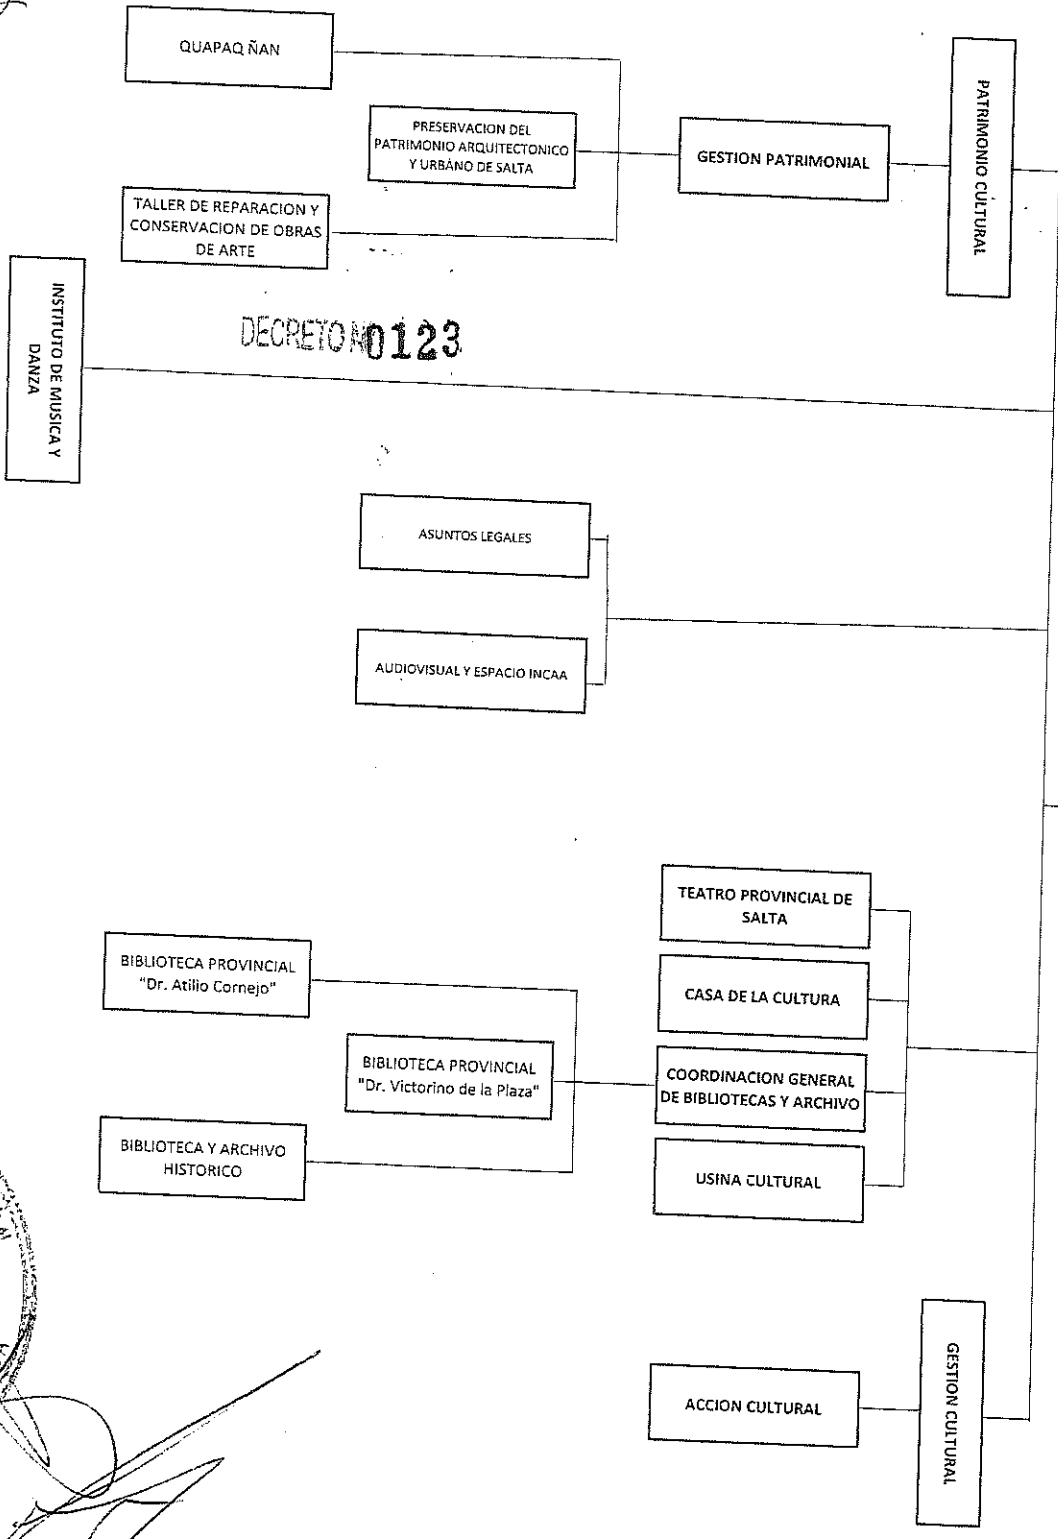 QUAPAQ ÑAN
PRESERVACION DEL
PATRIMONIO ARQUITECTONICO
Y URBANO DE SALTA
TALLER DE REPARACION Y
CONSERVACION DE OBRAS
DE ARTE
GESTION PATRIMONIAL
PATRIMONIO CULTURAL
INSTITUTO DE MUSICA Y
DANZA
DECRETO Nº 0123
ASUNTOS LEGALES
AUDIOVISUAL Y ESPACIO INCAA
TEATRO PROVINCIAL DE
SALTA
CASA DE LA CULTURA
COORDINACION GENERAL
DE BIBLIOTECAS Y ARCHIVO
USINA CULTURAL
BIBLIOTECA PROVINCIAL
"Dr. Atilio Cornejo"
BIBLIOTECA PROVINCIAL
"Dr. Victorino de la Plaza"
BIBLIOTECA Y ARCHIVO
HISTORICO
ACCION CULTURAL
GESTION CULTURAL